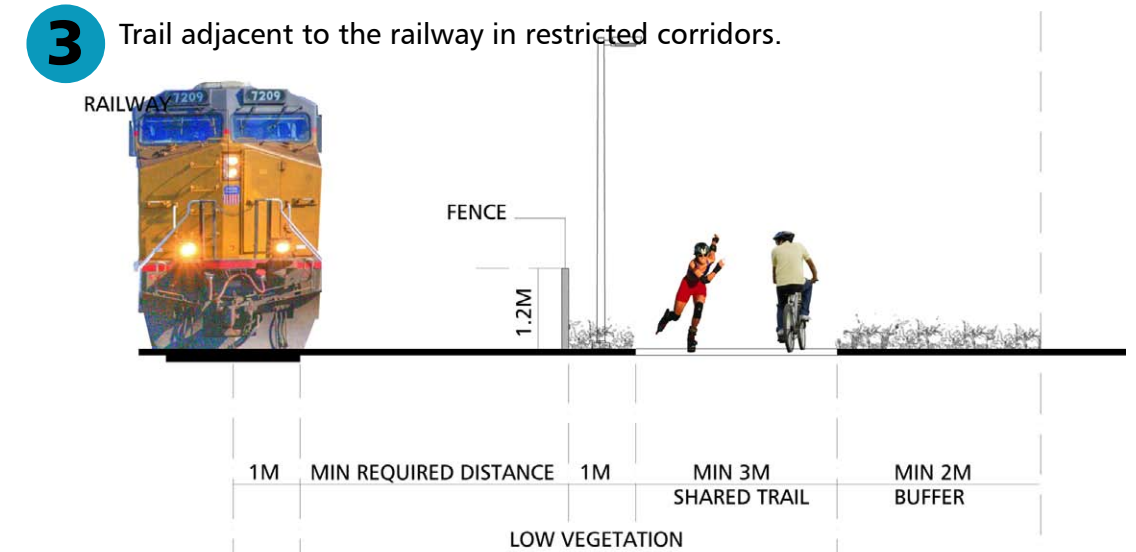 3
Trail adjacent to the railway in restricted corridors.
RAILWAY
7209
7209
FENCE
1.2M
1M
MIN REQUIRED DISTANCE
1M
MIN 3M
MIN 2M
SHARED TRAIL
BUFFER
LOW VEGETATION